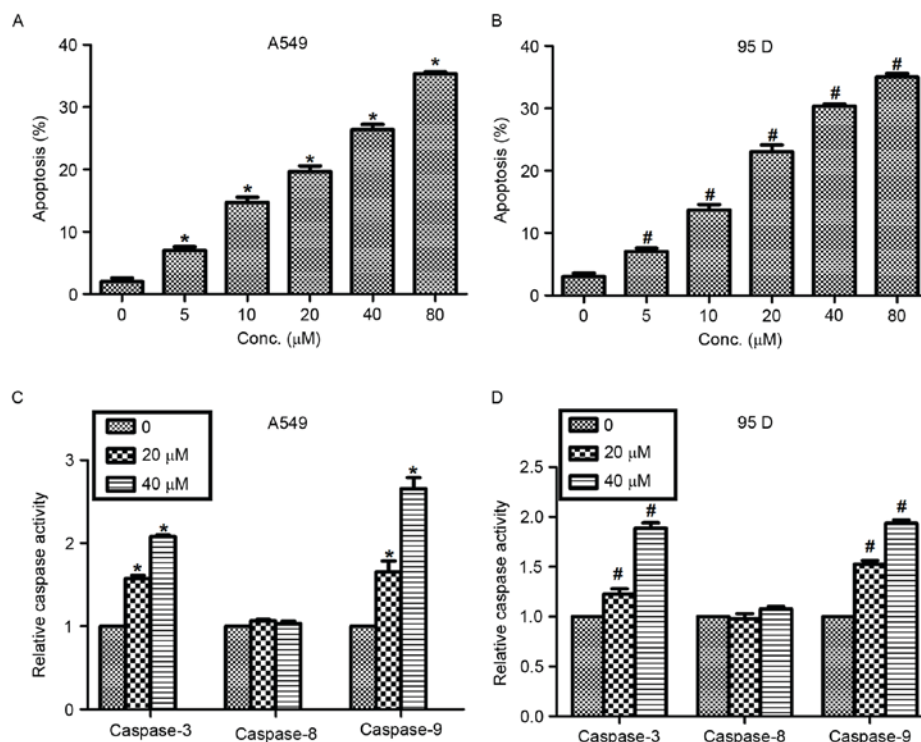 A
A549
40
30
20
10
0
Apoptosis (%)
*
*
*
*
*
0 5 10 20 40 80
Conc. (μM)
B
95 D
40
30
20
10
0
Apoptosis (%)
#
#
#
#
#
0 5 10 20 40 80
Conc. (μM)
C
A549
0
20 μM
40 μM
3
2
1
0
Relative caspase activity
*
*
*
*
Caspase-3 Caspase-8 Caspase-9
D
95 D
0
20 μM
40 μM
2.5
2.0
1.5
1.0
0.5
0.0
Relative caspase activity
#
#
#
#
Caspase-3 Caspase-8 Caspase-9